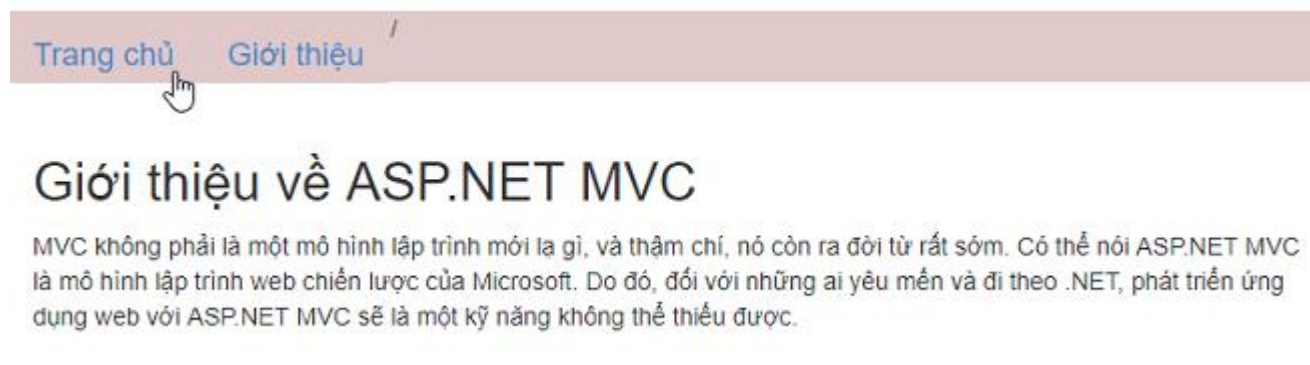 Trang chủ Giới thiệu /
Giới thiệu về ASP.NET MVC
MVC không phải là một mô hình lập trình mới lạ gì, và thậm chí, nó còn ra đời từ rất sớm. Có thể nói ASP.NET MVC
là mô hình lập trình web chiến lược của Microsoft. Do đó, đối với những ai yêu mến và đi theo .NET, phát triển ứng
dụng web với ASP.NET MVC sẽ là một kỹ năng không thể thiếu được.